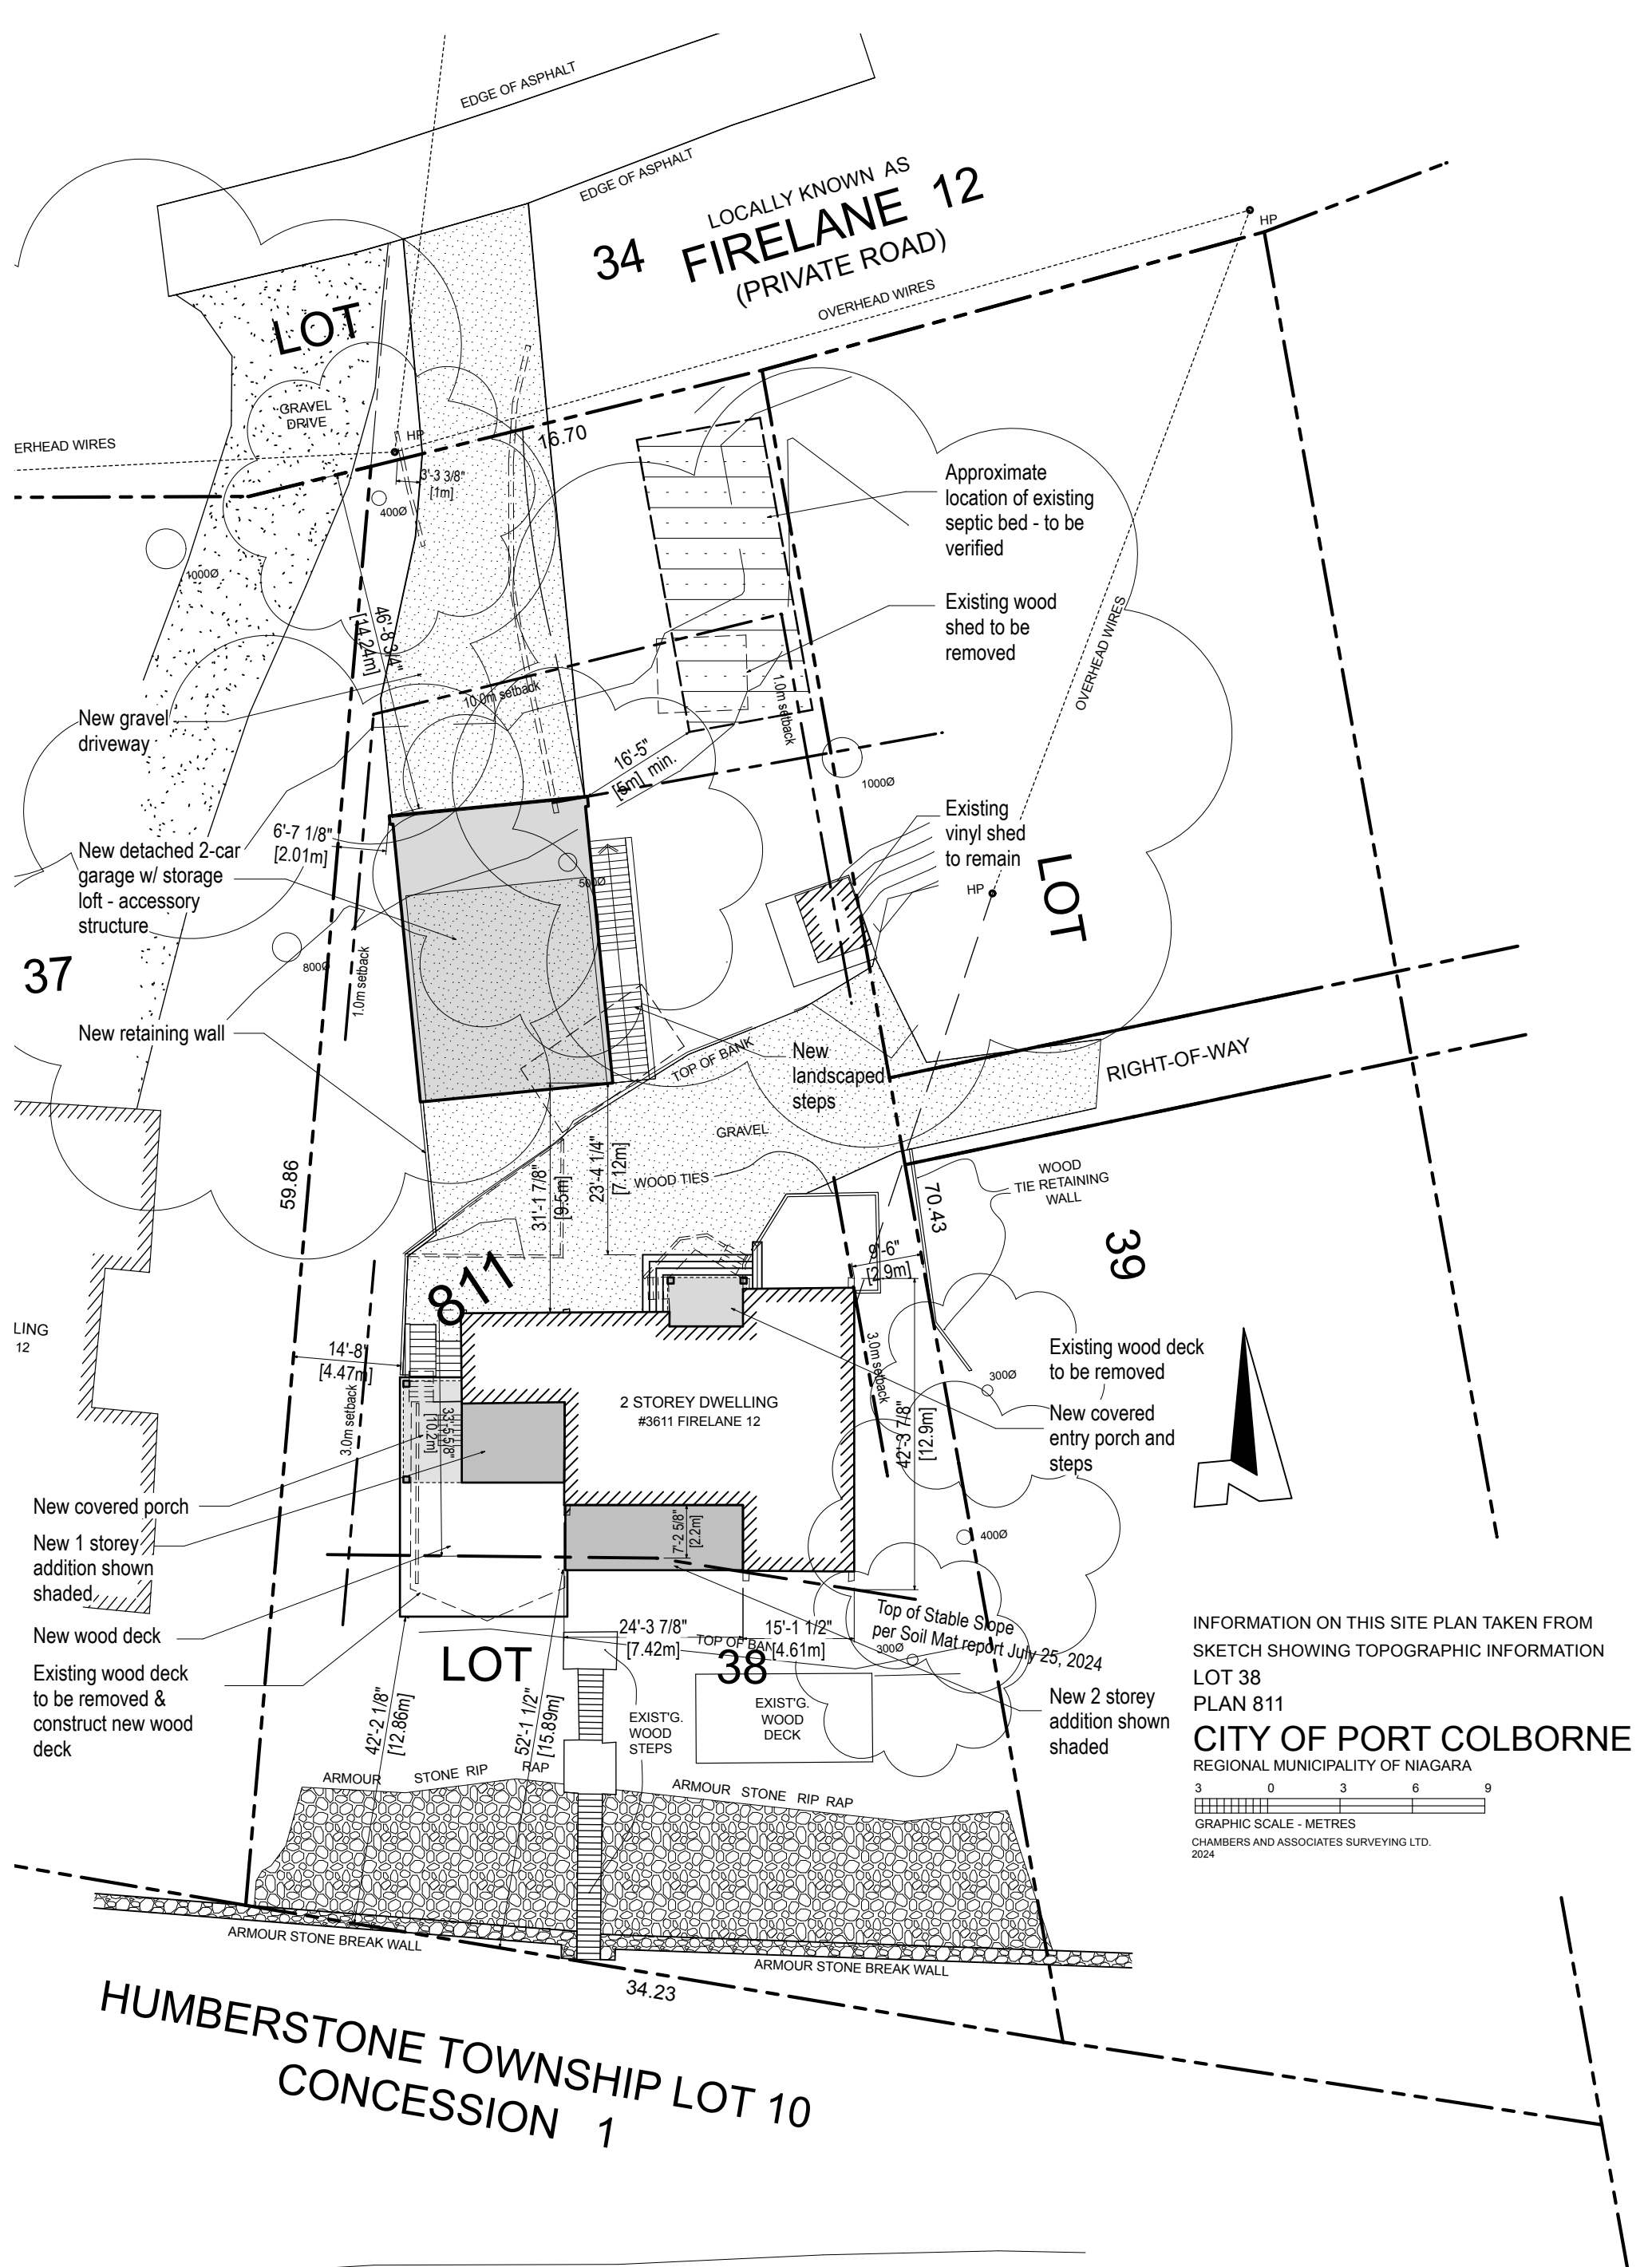 EDGE OF ASPHALT
EDGE OF ASPHALT
LOCALLY KNOWN AS
34 FIRELANE 12
(PRIVATE ROAD)
HP
OVERHEAD WIRES
LOT
GRAVEL
DRIVE
ERHEAD WIRES
HP
16.70
3'-3 3/8"
[1m]
400Ø
1000Ø
Approximate
location of existing
septic bed - to be
verified
Existing wood
shed to be
removed
46'-8 3/4"
[14.24m]
OVERHEAD WIRES
10.0m setback
1.0m setback
New gravel
driveway
16'-5"
[5m] min.
1000Ø
Existing
vinyl shed
to remain
6'-7 1/8"
[2.01m]
New detached 2-car
garage w/ storage
loft - accessory
structure
500Ø
HP
LOT
37
800Ø
1.0m setback
New retaining wall
TOP OF BANK
New
landscaped
steps
RIGHT-OF-WAY
GRAVEL
WOOD TIES
WOOD
TIE RETAINING
WALL
59.86
31'-1 7/8"
[9.5m]
23'-4 1/4"
[7.12m]
70.43
39
811
9'-6"
[2.9m]
LING
12
14'-8"
[4.47m]
3.0m setback
3.0m setback
2 STOREY DWELLING
#3611 FIRELANE 12
33'-5 5/8"
[10.2m]
42'-3 7/8"
[12.9m]
300Ø
Existing wood deck
to be removed
New covered
entry porch and
steps
New covered porch
New 1 storey
addition shown
shaded
7'-2 5/8"
[2.2m]
400Ø
New wood deck
Existing wood deck
to be removed &
construct new wood
deck
24'-3 7/8"
[7.42m]
15'-1 1/2"
[4.61m]
TOP OF BAN
Top of Stable Slope
per Soil Mat report July 25, 2024
300Ø
LOT 38
New 2 storey
addition shown
shaded
42'-2 1/8"
[12.86m]
52'-1 1/2"
[15.89m]
EXIST'G.
WOOD
STEPS
EXIST'G.
WOOD
DECK
ARMOUR STONE RIP RAP
ARMOUR STONE RIP RAP
INFORMATION ON THIS SITE PLAN TAKEN FROM
SKETCH SHOWING TOPOGRAPHIC INFORMATION
LOT 38
PLAN 811
CITY OF PORT COLBORNE
REGIONAL MUNICIPALITY OF NIAGARA
3 0 3 6 9
GRAPHIC SCALE - METRES
CHAMBERS AND ASSOCIATES SURVEYING LTD.
2024
ARMOUR STONE BREAK WALL
ARMOUR STONE BREAK WALL
34.23
HUMBERSTONE TOWNSHIP LOT 10
CONCESSION 1